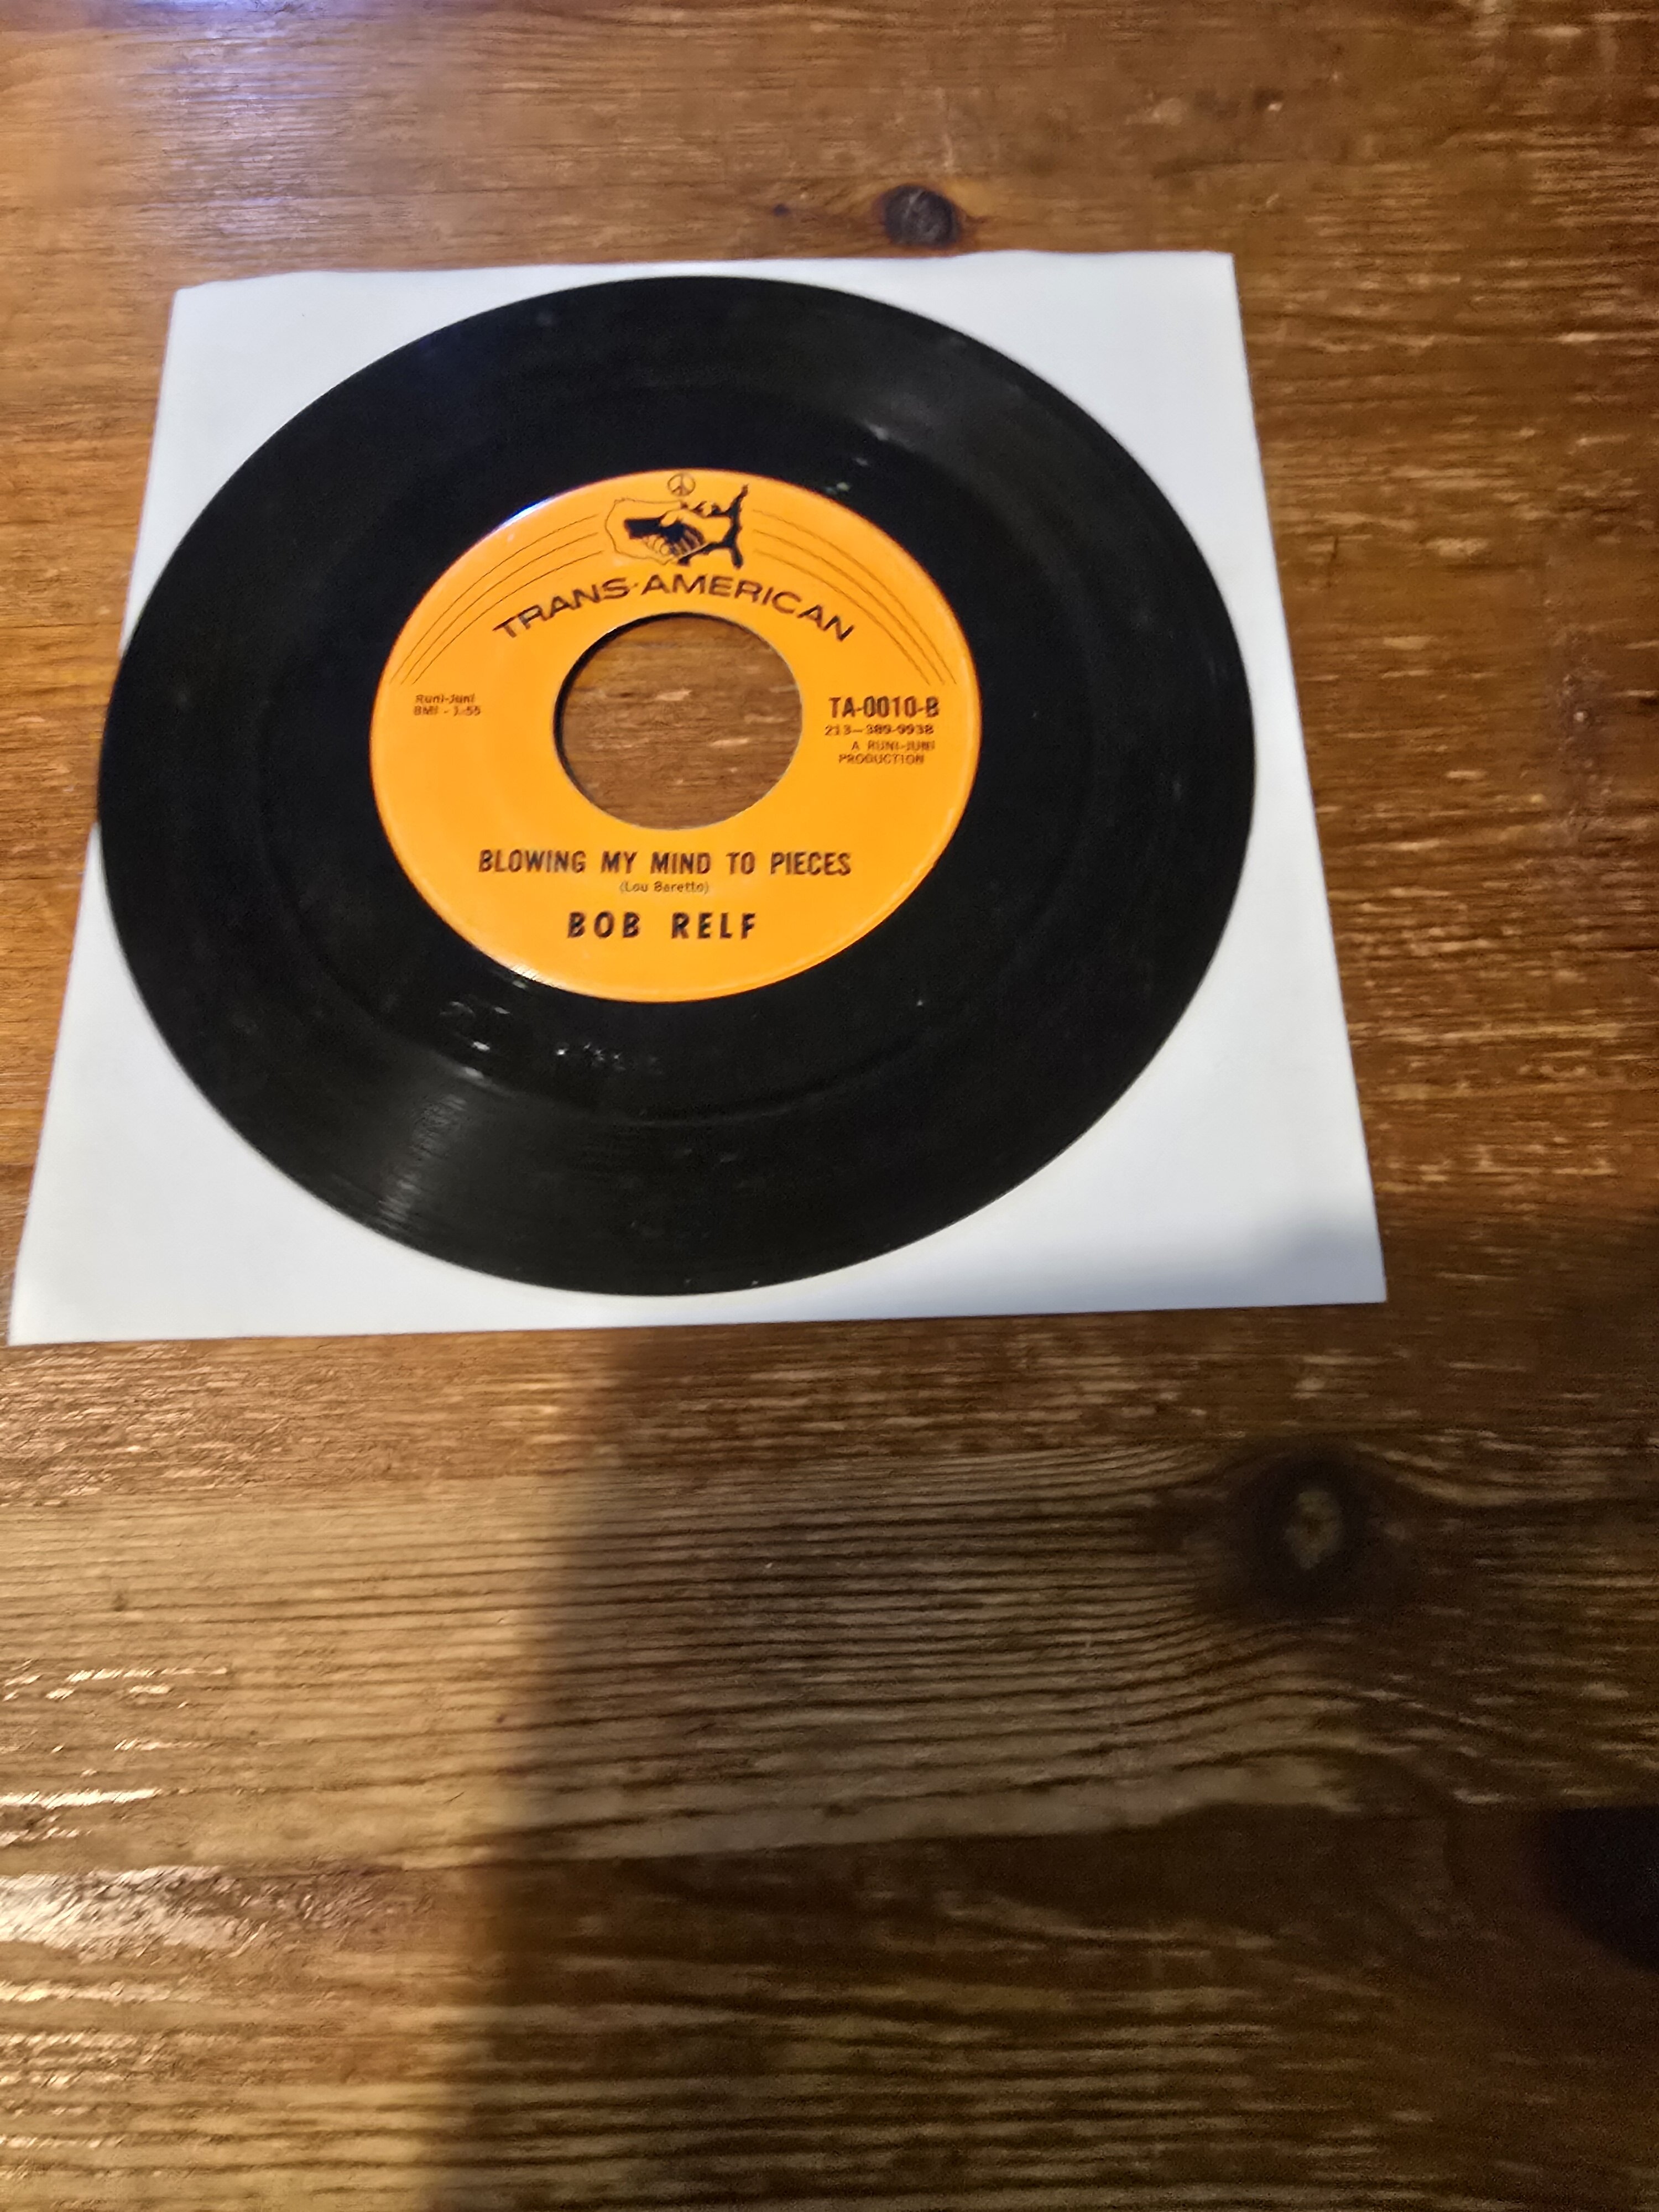 TRANS·AMERICAN
Runi-Juni
BMI - 1:55
TA-0010-B
213-389-9938
A RUNI-JUNI
PRODUCTION
BLOWING MY MIND TO PIECES
(Lou Baretto)
BOB RELF